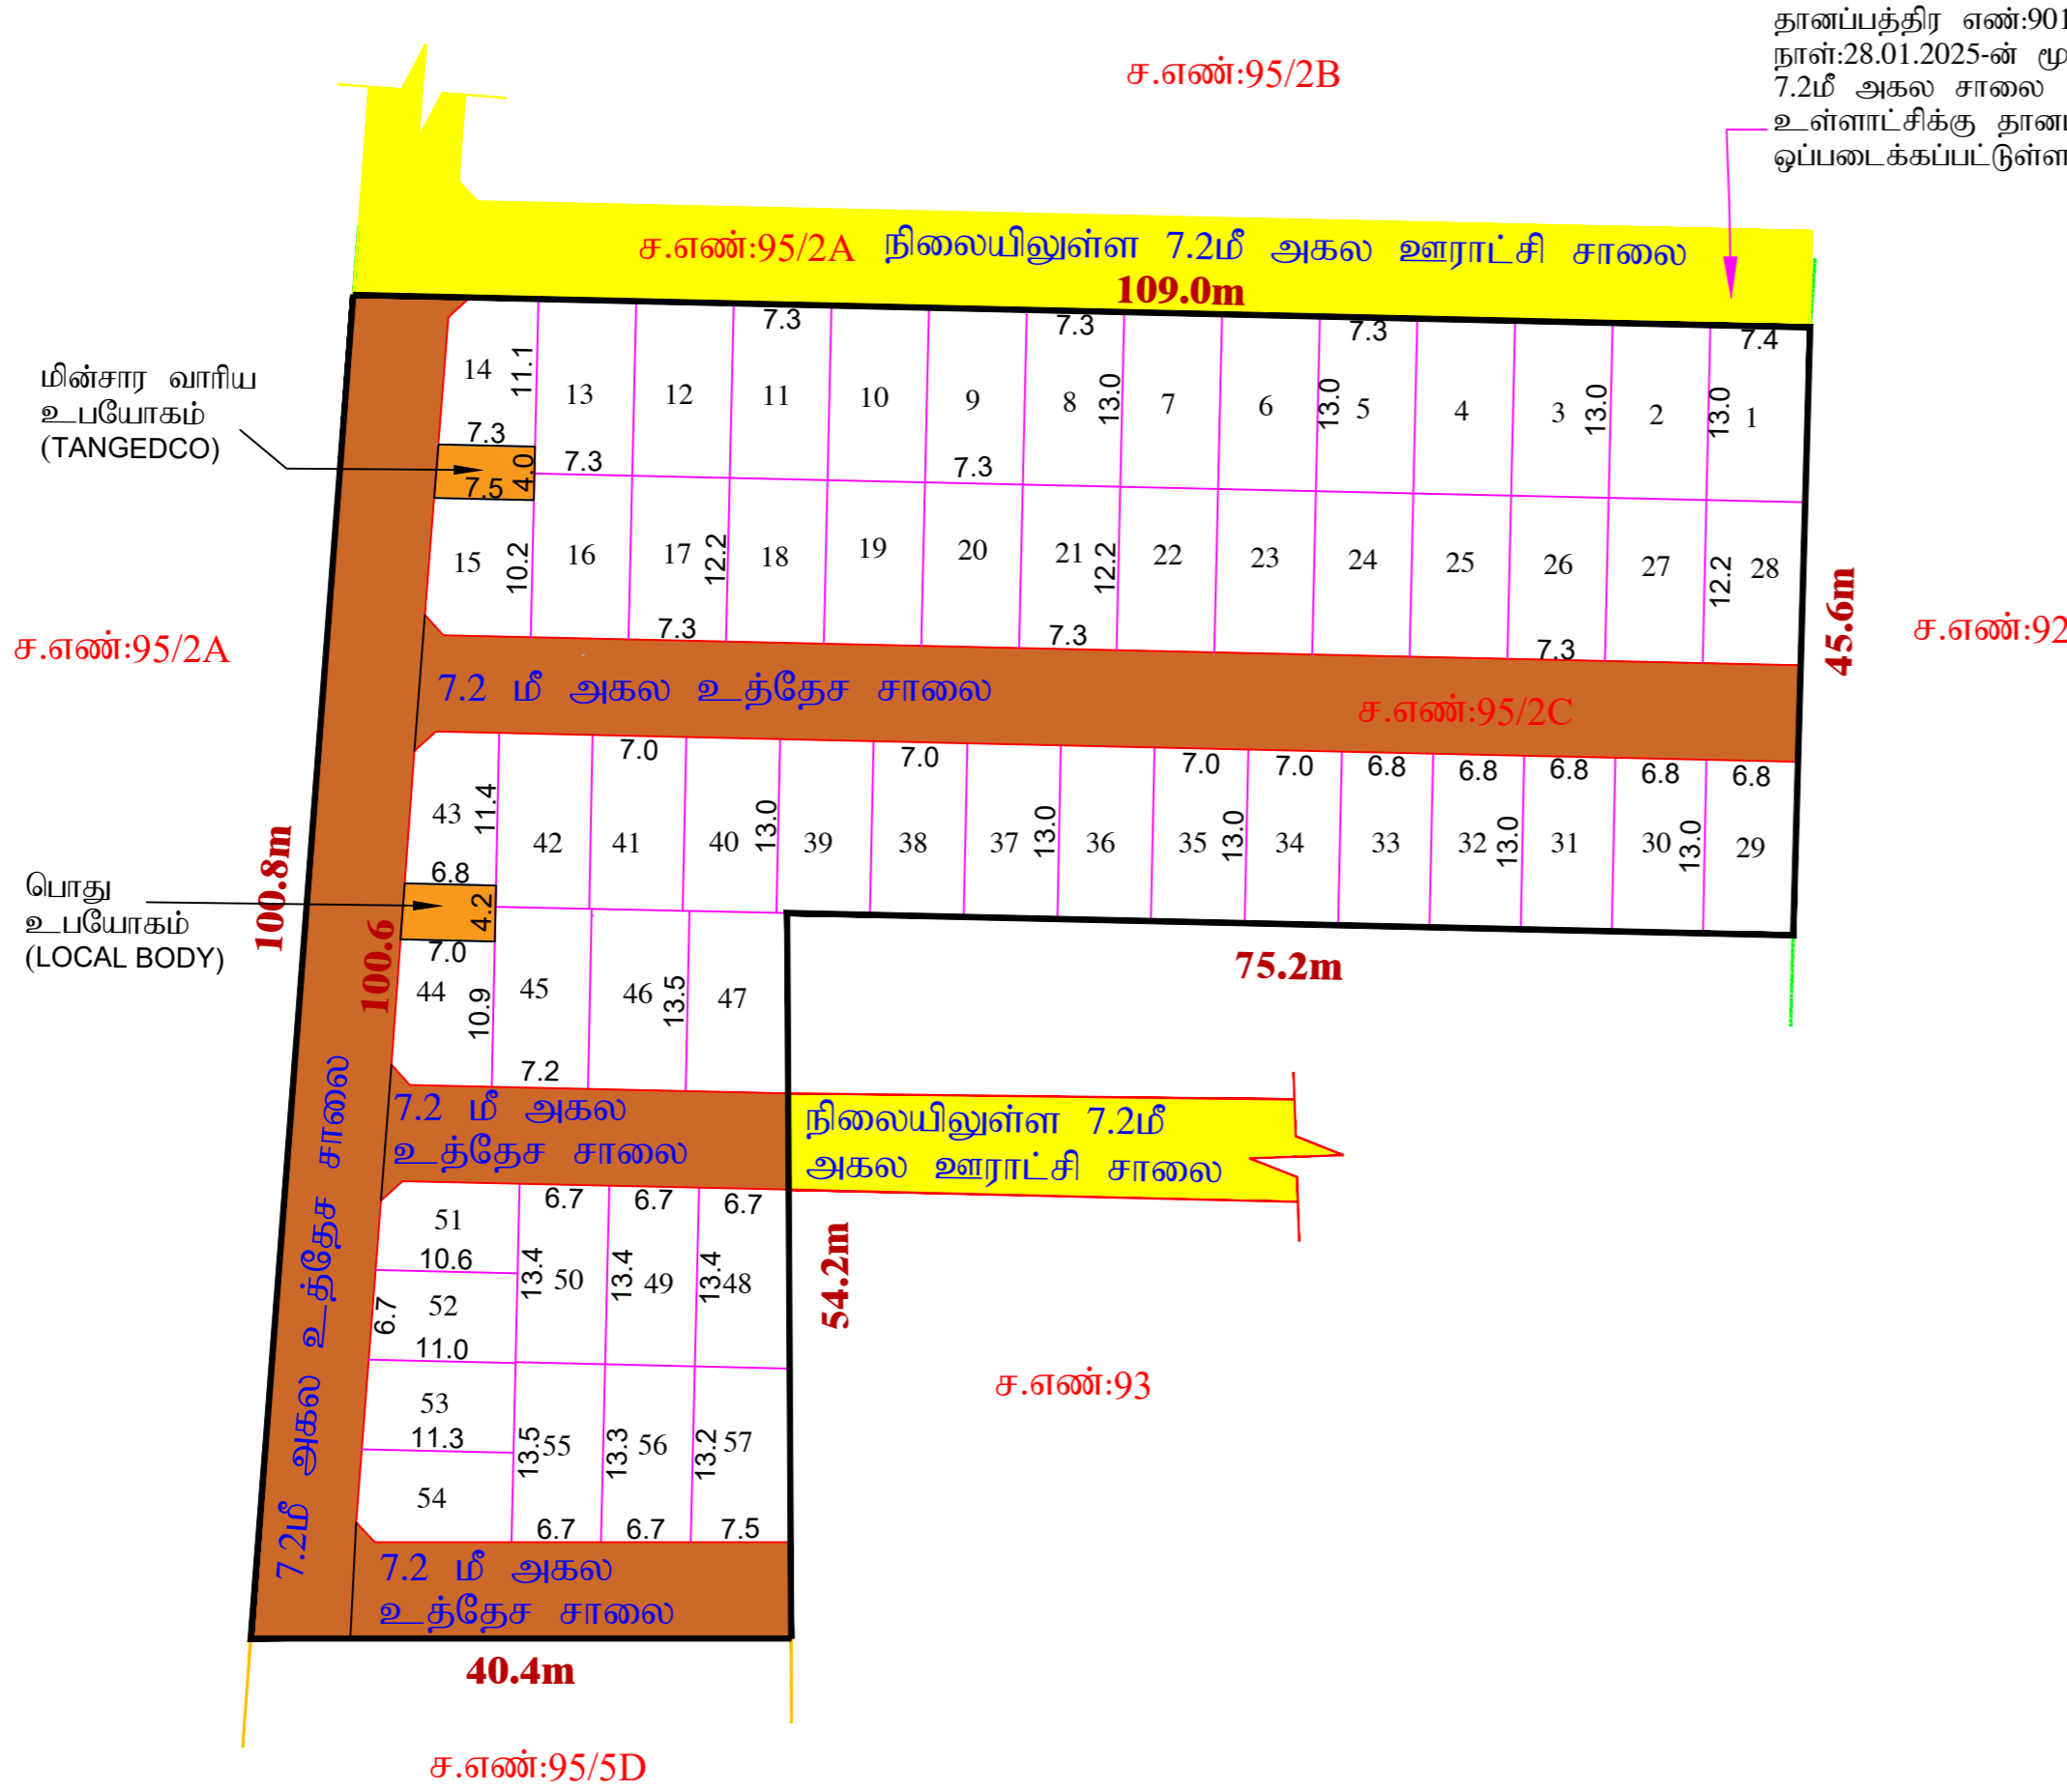 தானப்பத்திர எண்:901
நாள்:28.01.2025-ன்
7.2மீ அகல சாலை
உள்ளாட்சிக்கு
ஒப்படைக்கப்பட்டுள்ள
ச.எண்:95/2B
ச.எண்:95/2A நிலையிலுள்ள 7.2மீ அகல ஊராட்சி சாலை
109.0m
7.3 7.3 7.3 7.4
மின்சார வாரிய
உபயோகம்
(TANGEDCO)
14 11.1 13 12 11 10 9 8 13.0 7 6 13.0 5 4 3 13.0 2 13.0 1
7.3
7.3 7.3
7.5 4.0
15 10.2 16 17 12.2 18 19 20 21 12.2 22 23 24 25 26 27 12.2 28
7.3 7.3 7.3
45.6m
ச.எண்:95/2A
ச.எண்:92
7.2 மீ அகல உத்தேச சாலை
ச.எண்:95/2C
7.0 7.0 7.0 7.0 6.8 6.8 6.8 6.8 6.8
43 11.4 42 41 40 13.0 39 38 37 13.0 36 35 13.0 34 33 32 13.0 31 30 13.0 29
100.8m
பொது
உபயோகம்
(LOCAL BODY)
6.8
4.2
7.0
100.6
75.2m
44 10.9 45 46 13.5 47
7.2
7.2 மீ அகல
உத்தேச சாலை
நிலையிலுள்ள 7.2மீ
அகல ஊராட்சி சாலை
7.2மீ அகல உத்தேச சாலை
6.7 6.7 6.7
51
10.6
13.4 50 13.4 49 13.4 48
52
6.7
11.0
54.2m
ச.எண்:93
53
11.3
13.5 55 13.3 56 13.2 57
54
6.7 6.7 7.5
7.2 மீ அகல
உத்தேச சாலை
40.4m
ச.எண்:95/5D